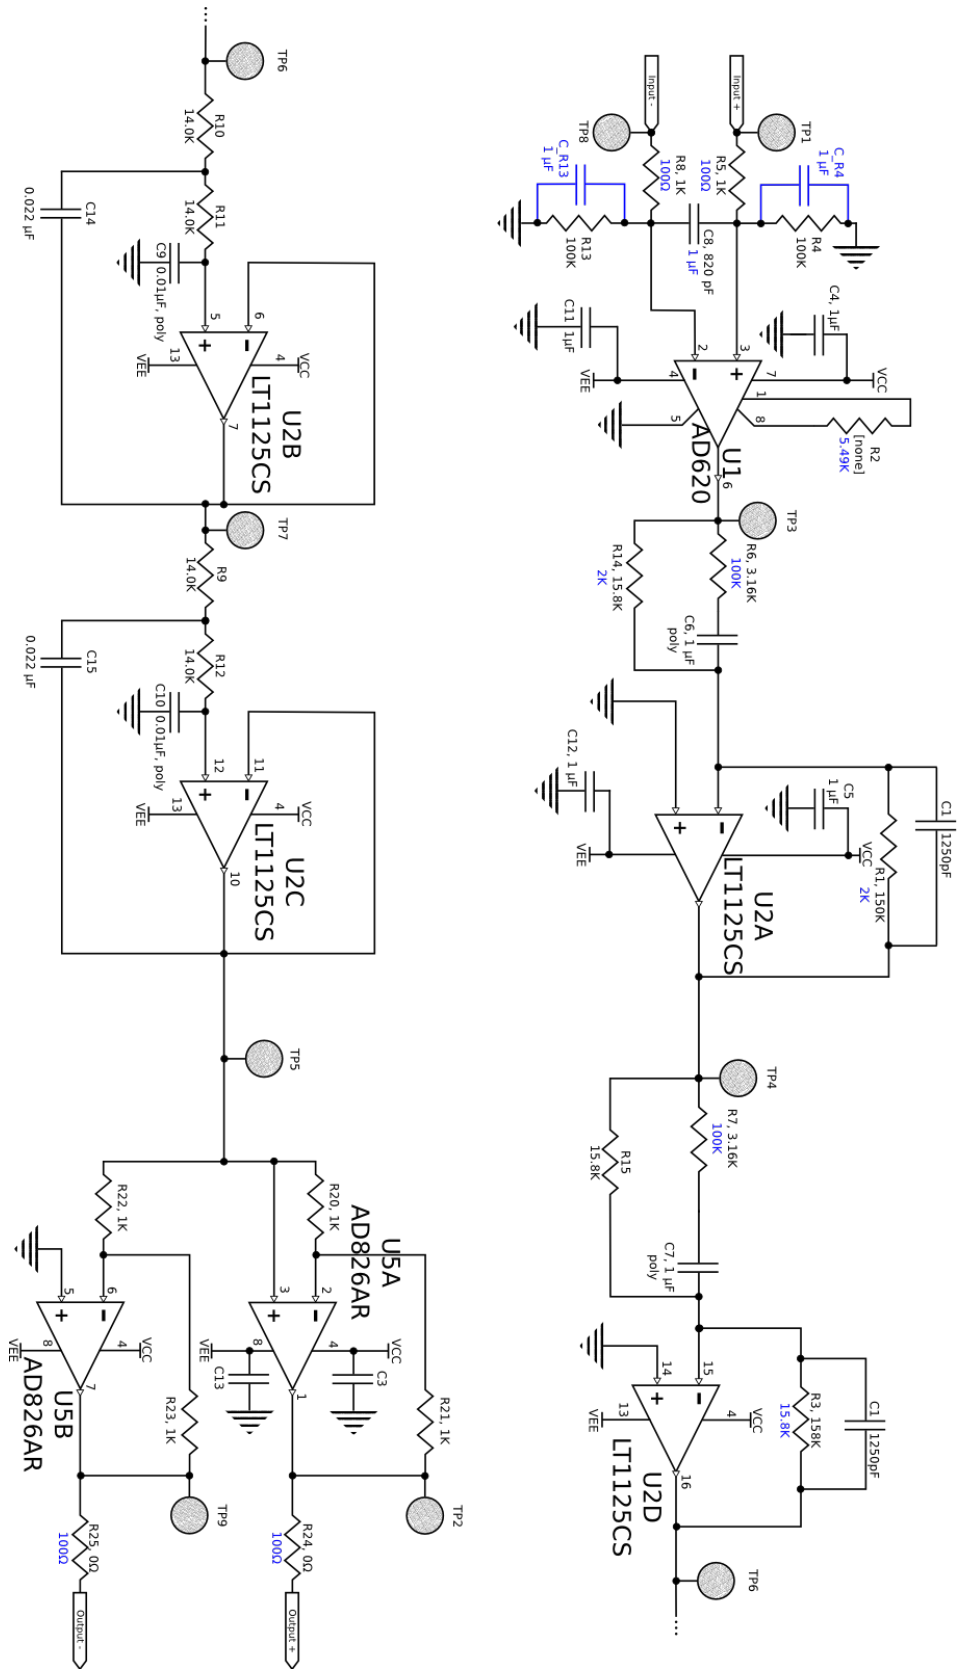 Input +
Input -
TP1
TP8
R5, 1K
100Ω
R8, 1K
100Ω
C_R4
1 µF
R4
100K
C8, 820 pF
1 µF
C_R13
1 µF
R13
100K
C4, 1µF
VCC
C11 1µF
VEE
2
3
4
5
7
1
8
6
R2
[none]
5.49K
U1
AD620
TP3
R6, 3.16K
100K
C6, 1 µF
poly
R14, 15.8K
2K
C12, 1 µF
VEE
C5
1 µF
VCC
C1
1250pF
R1, 150K
2K
U2A
LT1125CS
TP4
R7, 3.16K
100K
C7, 1 µF
poly
R15
15.8K
C1
1250pF
R3, 158K
15.8K
15
14
4
13
16
VCC
VEE
U2D
LT1125CS
TP6
TP6
R10
14.0K
R11
14.0K
C9
0.01µF, poly
C14
0.022 µF
6
5
4
13
7
VCC
VEE
U2B
LT1125CS
TP7
R9
14.0K
R12
14.0K
C10
0.01µF, poly
C15
0.022 µF
11
12
4
13
10
VCC
VEE
U2C
LT1125CS
TP5
R20, 1K
R22, 1K
U5A
AD826AR
2
3
4
8
1
VCC
VEE
C3
C13
R21, 1K
TP2
R24, 0Ω
100Ω
Output +
6
5
4
8
7
VCC
VEE
U5B
AD826AR
R23, 1K
TP9
R25, 0Ω
100Ω
Output -